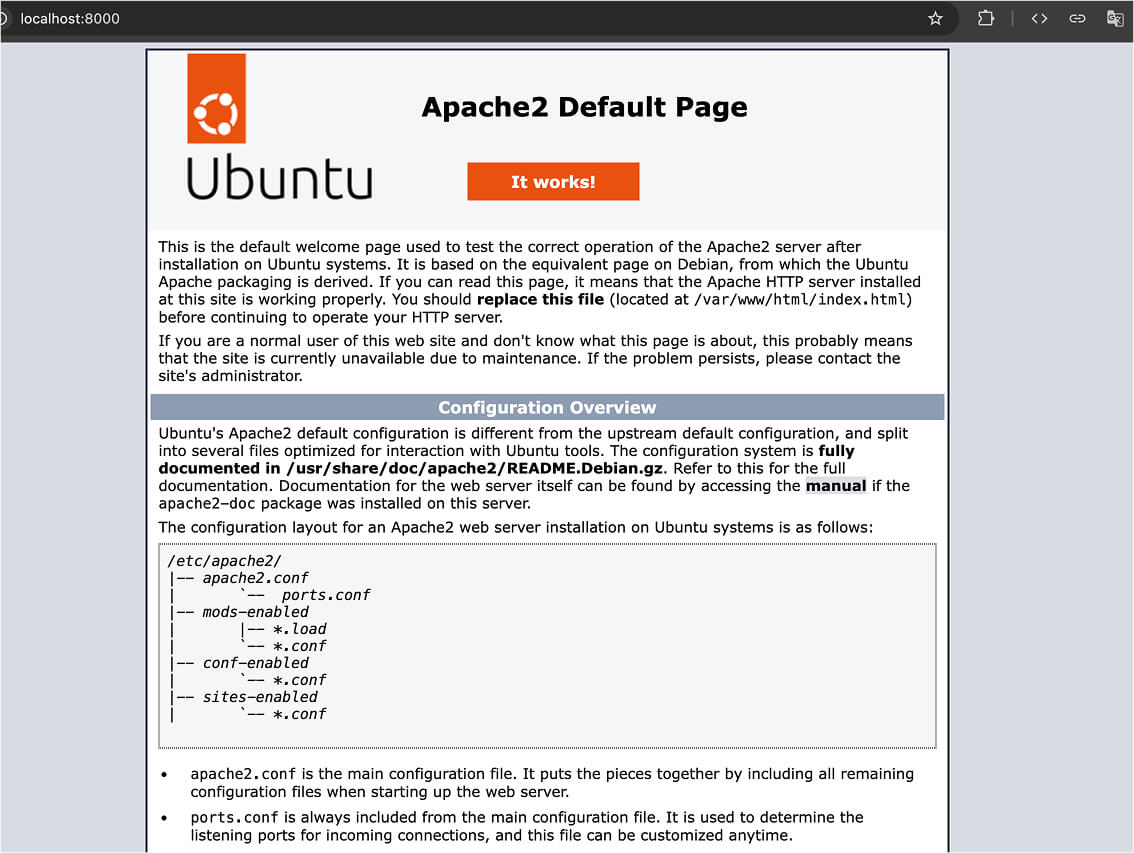 localhost:8000
Apache2 Default Page
Ubuntu
It works!
This is the default welcome page used to test the correct operation of the Apache2 server after
installation on Ubuntu systems. It is based on the equivalent page on Debian, from which the Ubuntu
Apache packaging is derived. If you can read this page, it means that the Apache HTTP server installed
at this site is working properly. You should replace this file (located at /var/www/html/index.html)
before continuing to operate your HTTP server.
If you are a normal user of this web site and don't know what this page is about, this probably means
that the site is currently unavailable due to maintenance. If the problem persists, please contact the
site's administrator.
Configuration Overview
Ubuntu's Apache2 default configuration is different from the upstream default configuration, and split
into several files optimized for interaction with Ubuntu tools. The configuration system is fully
documented in /usr/share/doc/apache2/README.Debian.gz. Refer to this for the full
documentation. Documentation for the web server itself can be found by accessing the manual if the
apache2-doc package was installed on this server.
The configuration layout for an Apache2 web server installation on Ubuntu systems is as follows:
/etc/apache2/
|-- apache2.conf
|       `--  ports.conf
|-- mods-enabled
|       |-- *.load
|       `-- *.conf
|-- conf-enabled
|       `-- *.conf
|-- sites-enabled
|       `-- *.conf
• apache2.conf is the main configuration file. It puts the pieces together by including all remaining
configuration files when starting up the web server.
• ports.conf is always included from the main configuration file. It is used to determine the
listening ports for incoming connections, and this file can be customized anytime.